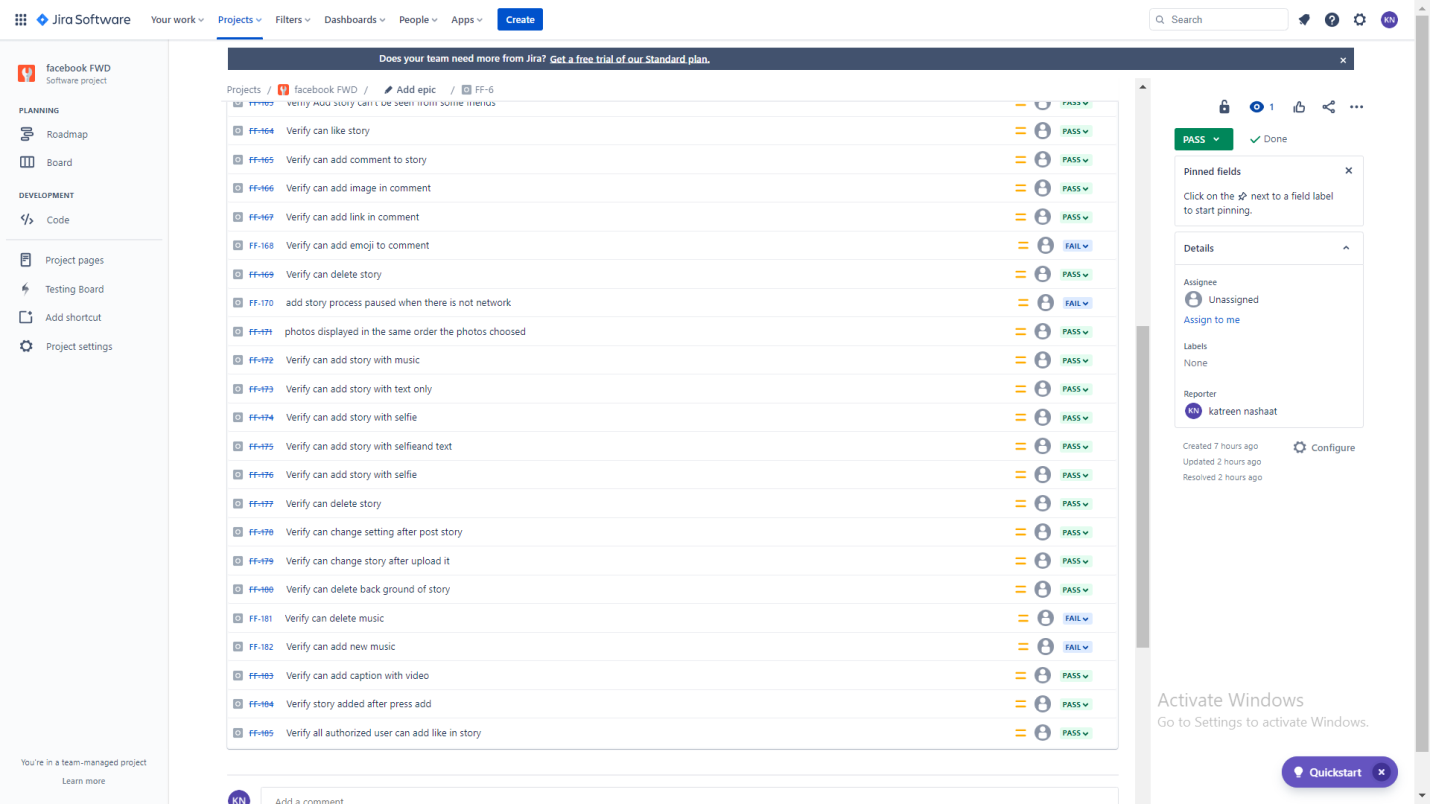 Jira Software Your work Projects Filters Dashboards People Apps Create Search KN
Does your team need more from Jira? Get a free trial of our Standard plan.
facebook FWD
Software project
PLANNING
Roadmap
Board
DEVELOPMENT
Code
Project pages
Testing Board
Add shortcut
Project settings
You're in a team-managed project
Learn more
Projects / facebook FWD / Add epic / FF-6
FF-163 Verify Add story can't be seen from some friends PASS
FF-164 Verify can like story PASS
FF-165 Verify can add comment to story PASS
FF-166 Verify can add image in comment PASS
FF-167 Verify can add link in comment PASS
FF-168 Verify can add emoji to comment FAIL
FF-169 Verify can delete story PASS
FF-170 add story process paused when there is not network FAIL
FF-171 photos displayed in the same order the photos choosed PASS
FF-172 Verify can add story with music PASS
FF-173 Verify can add story with text only PASS
FF-174 Verify can add story with selfie PASS
FF-175 Verify can add story with selfieand text PASS
FF-176 Verify can add story with selfie PASS
FF-177 Verify can delete story PASS
FF-178 Verify can change setting after post story PASS
FF-179 Verify can change story after upload it PASS
FF-180 Verify can delete back ground of story PASS
FF-181 Verify can delete music FAIL
FF-182 Verify can add new music FAIL
FF-183 Verify can add caption with video PASS
FF-184 Verify story added after press add PASS
FF-185 Verify all authorized user can add like in story PASS
KN Add a comment
1
PASS Done
Pinned fields
Click on the next to a field label
to start pinning.
Details
Assignee
Unassigned
Assign to me
Labels
None
Reporter
KN katreen nashaat
Created 7 hours ago Configure
Updated 2 hours ago
Resolved 2 hours ago
Activate Windows
Go to Settings to activate Windows.
Quickstart